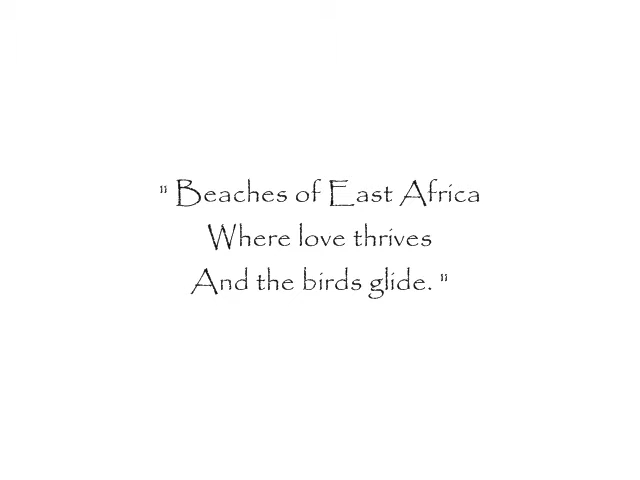 " Beaches of East Africa
Where love thrives
And the birds glide. "